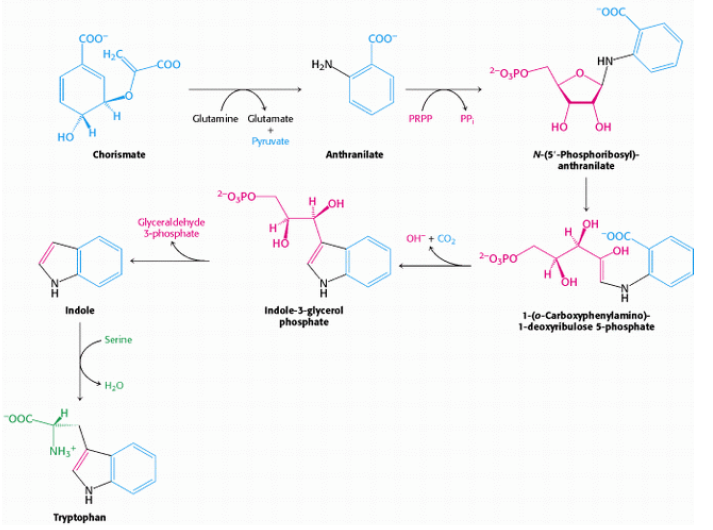 COO⁻
H₂C
COO
O
H
H
HO
Chorismate
Glutamine
Glutamate
+
Pyruvate
COO⁻
H₂N
Anthranilate
PRPP
PPᵢ
⁻OOC
HN
²⁻O₃PO
O
HO
OH
N-(5′-Phosphoribosyl)-
anthranilate
⁻OOC
OH
H
OH
²⁻O₃PO
H
OH
N
H
1-(o-Carboxyphenylamino)-
1-deoxyribulose 5-phosphate
OH⁻ + CO₂
²⁻O₃PO
OH
H
H
HO
N
H
Indole-3-glycerol
phosphate
Glyceraldehyde
3-phosphate
N
H
Indole
Serine
H₂O
⁻OOC
H
NH₃⁺
N
H
Tryptophan